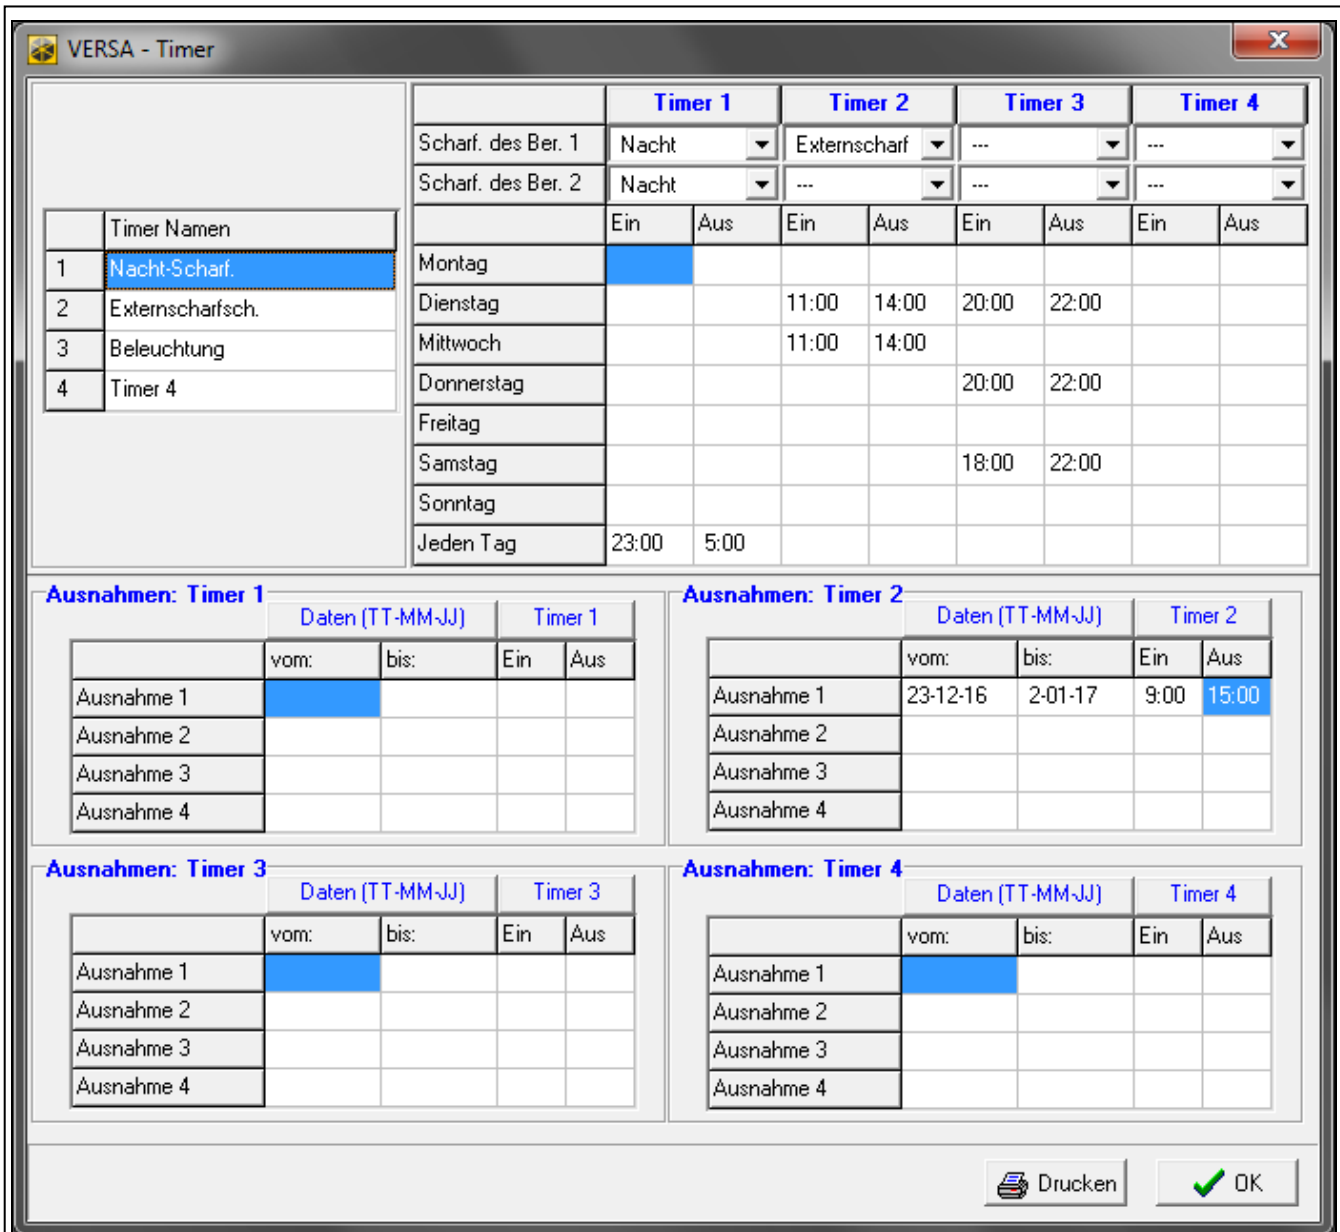 VERSA - Timer
Timer 1 Timer 2 Timer 3 Timer 4
Scharf. des Ber. 1 Nacht Externscharf --- ---
Scharf. des Ber. 2 Nacht --- --- ---
Ein Aus Ein Aus Ein Aus Ein Aus
Montag
Dienstag 11:00 14:00 20:00 22:00
Mittwoch 11:00 14:00
Donnerstag 20:00 22:00
Freitag
Samstag 18:00 22:00
Sonntag
Jeden Tag 23:00 5:00
Timer Namen
1 Nacht-Scharf.
2 Externscharfsch.
3 Beleuchtung
4 Timer 4
Ausnahmen: Timer 1
Daten (TT-MM-JJ) Timer 1
vom: bis: Ein Aus
Ausnahme 1
Ausnahme 2
Ausnahme 3
Ausnahme 4
Ausnahmen: Timer 2
Daten (TT-MM-JJ) Timer 2
vom: bis: Ein Aus
Ausnahme 1 23-12-16 2-01-17 9:00 15:00
Ausnahme 2
Ausnahme 3
Ausnahme 4
Ausnahmen: Timer 3
Daten (TT-MM-JJ) Timer 3
vom: bis: Ein Aus
Ausnahme 1
Ausnahme 2
Ausnahme 3
Ausnahme 4
Ausnahmen: Timer 4
Daten (TT-MM-JJ) Timer 4
vom: bis: Ein Aus
Ausnahme 1
Ausnahme 2
Ausnahme 3
Ausnahme 4
Drucken OK